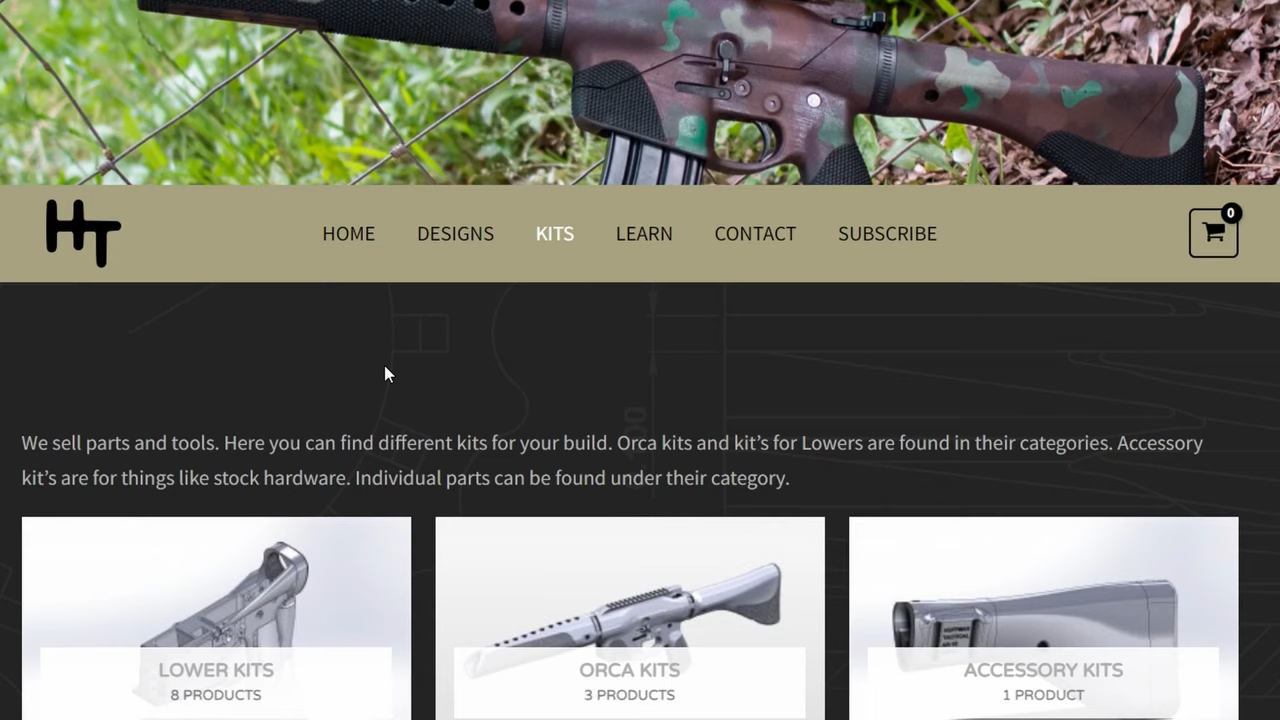 HT
HOME DESIGNS KITS LEARN CONTACT SUBSCRIBE
0
We sell parts and tools. Here you can find different kits for your build. Orca kits and kit’s for Lowers are found in their categories. Accessory
kit’s are for things like stock hardware. Individual parts can be found under their category.
LOWER KITS
8 PRODUCTS
ORCA KITS
3 PRODUCTS
HOFFMAN
TACTICAL
ACCESSORY KITS
1 PRODUCT